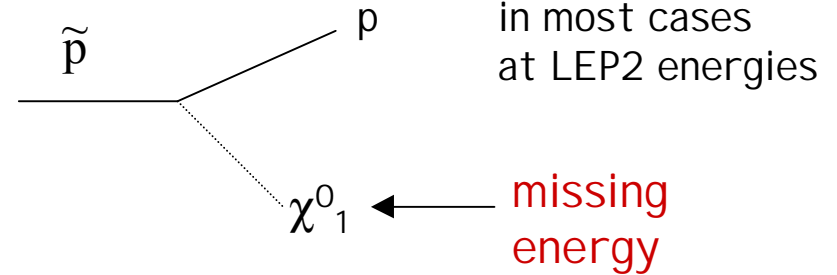 p̃
p
in most cases
at LEP2 energies
χ⁰₁
missing
energy